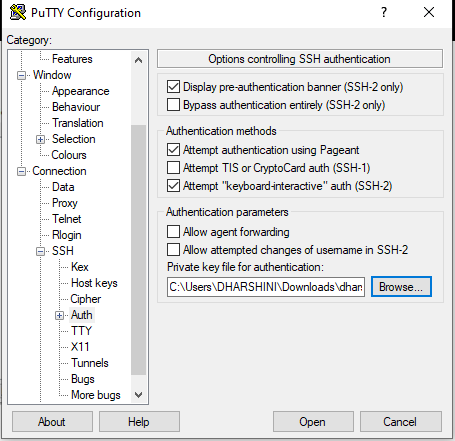 PuTTY Configuration
Category:
Features
Window
Appearance
Behaviour
Translation
Selection
Colours
Connection
Data
Proxy
Telnet
Rlogin
SSH
Kex
Host keys
Cipher
Auth
TTY
X11
Tunnels
Bugs
More bugs
Options controlling SSH authentication
Display pre-authentication banner (SSH-2 only)
Bypass authentication entirely (SSH-2 only)
Authentication methods
Attempt authentication using Pageant
Attempt TIS or CryptoCard auth (SSH-1)
Attempt "keyboard-interactive" auth (SSH-2)
Authentication parameters
Allow agent forwarding
Allow attempted changes of username in SSH-2
Private key file for authentication:
C:\Users\DHARSHINI\Downloads\dhars
Browse...
About
Help
Open
Cancel